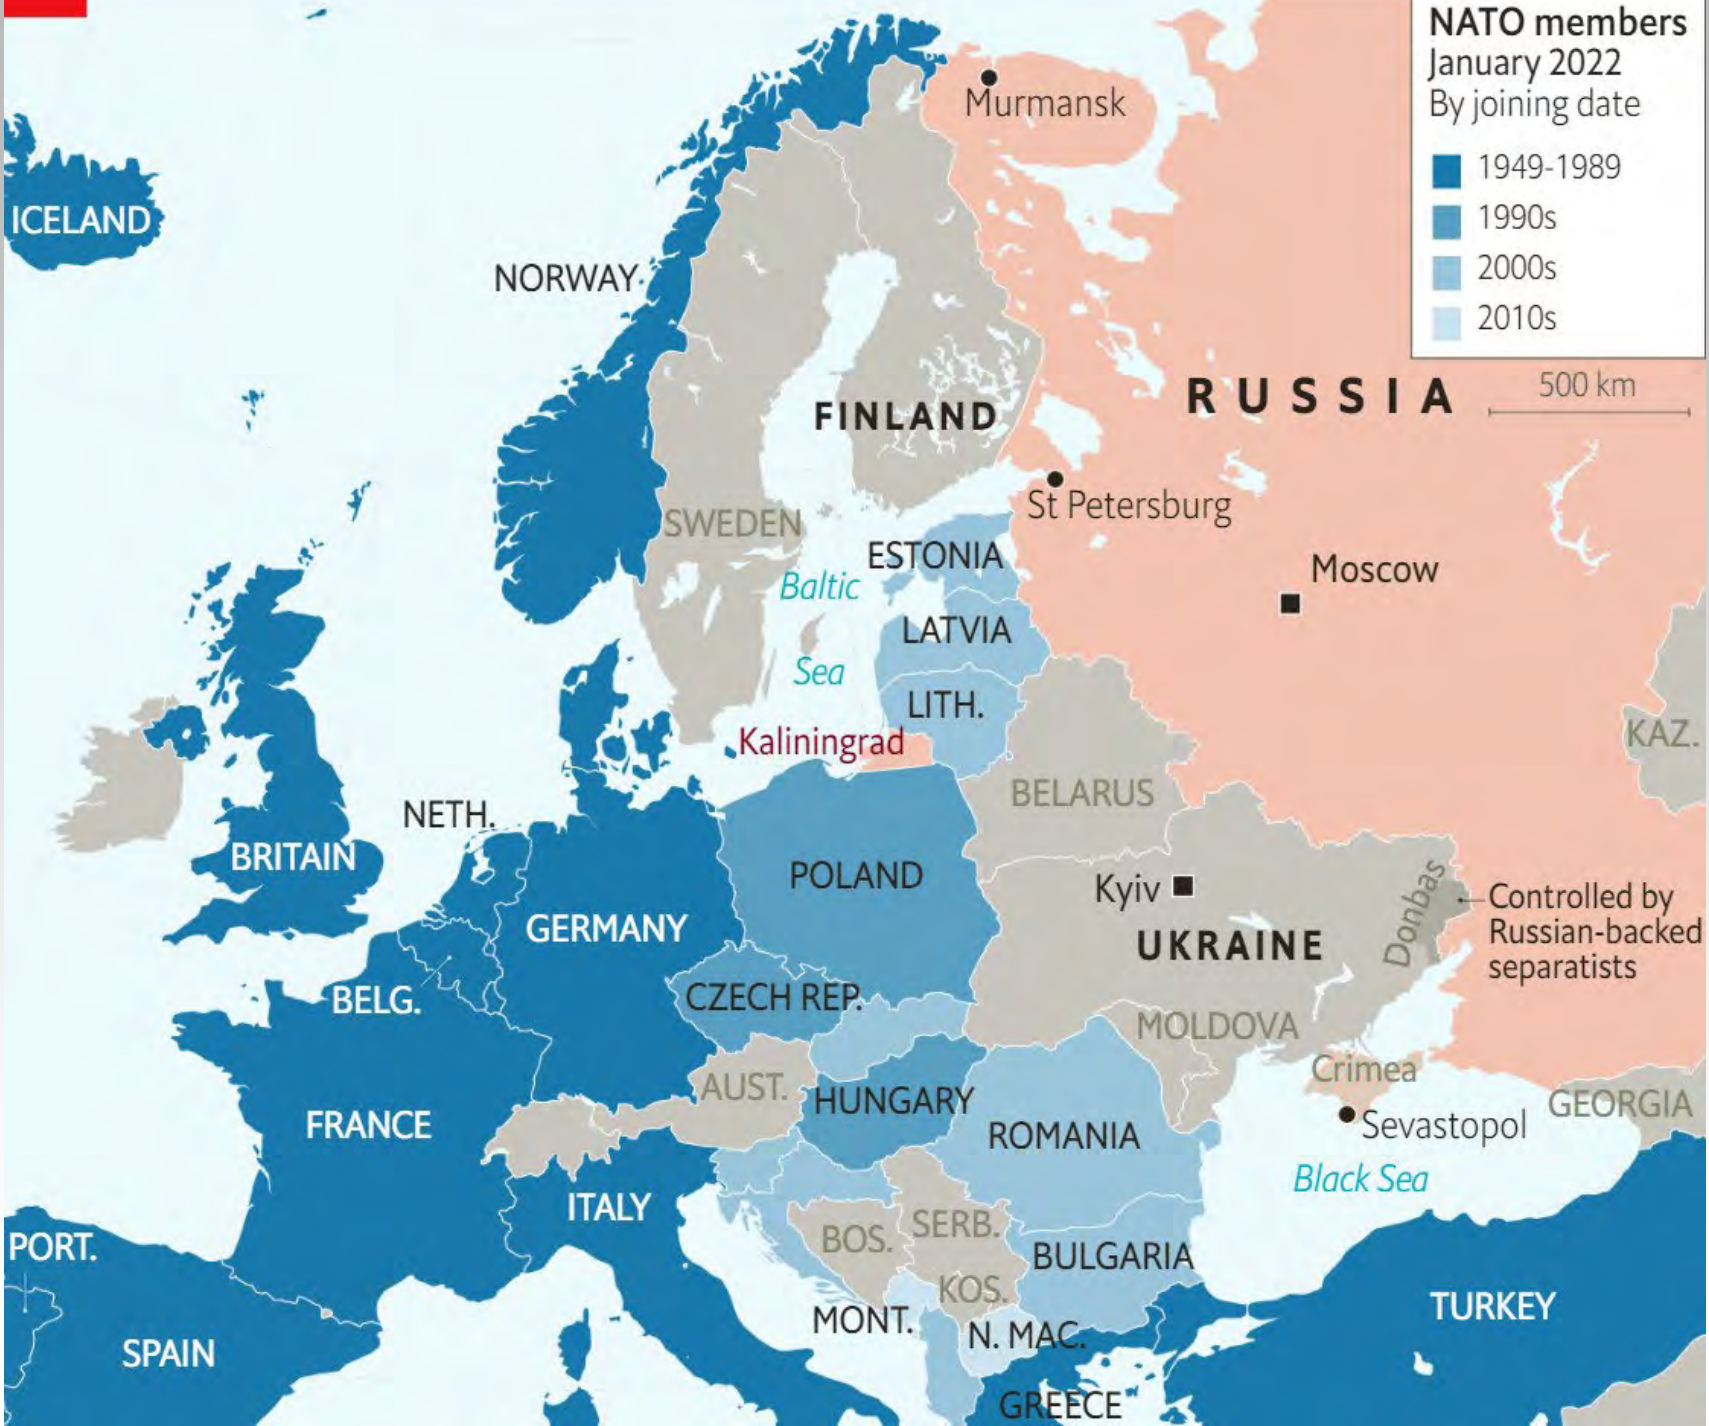 NATO members
January 2022
By joining date
1949-1989
1990s
2000s
2010s
500 km
Murmansk
ICELAND
NORWAY
RUSSIA
FINLAND
St Petersburg
SWEDEN
ESTONIA
Moscow
Baltic
Sea
LATVIA
LITH.
Kaliningrad
KAZ.
BELARUS
NETH.
BRITAIN
POLAND
Kyiv
Donbas
Controlled by
Russian-backed
separatists
GERMANY
UKRAINE
BELG.
CZECH REP.
MOLDOVA
Crimea
AUST.
HUNGARY
GEORGIA
FRANCE
ROMANIA
Sevastopol
Black Sea
ITALY
SERB.
BOS.
PORT.
BULGARIA
KOS.
MONT.
N. MAC.
TURKEY
SPAIN
GREECE